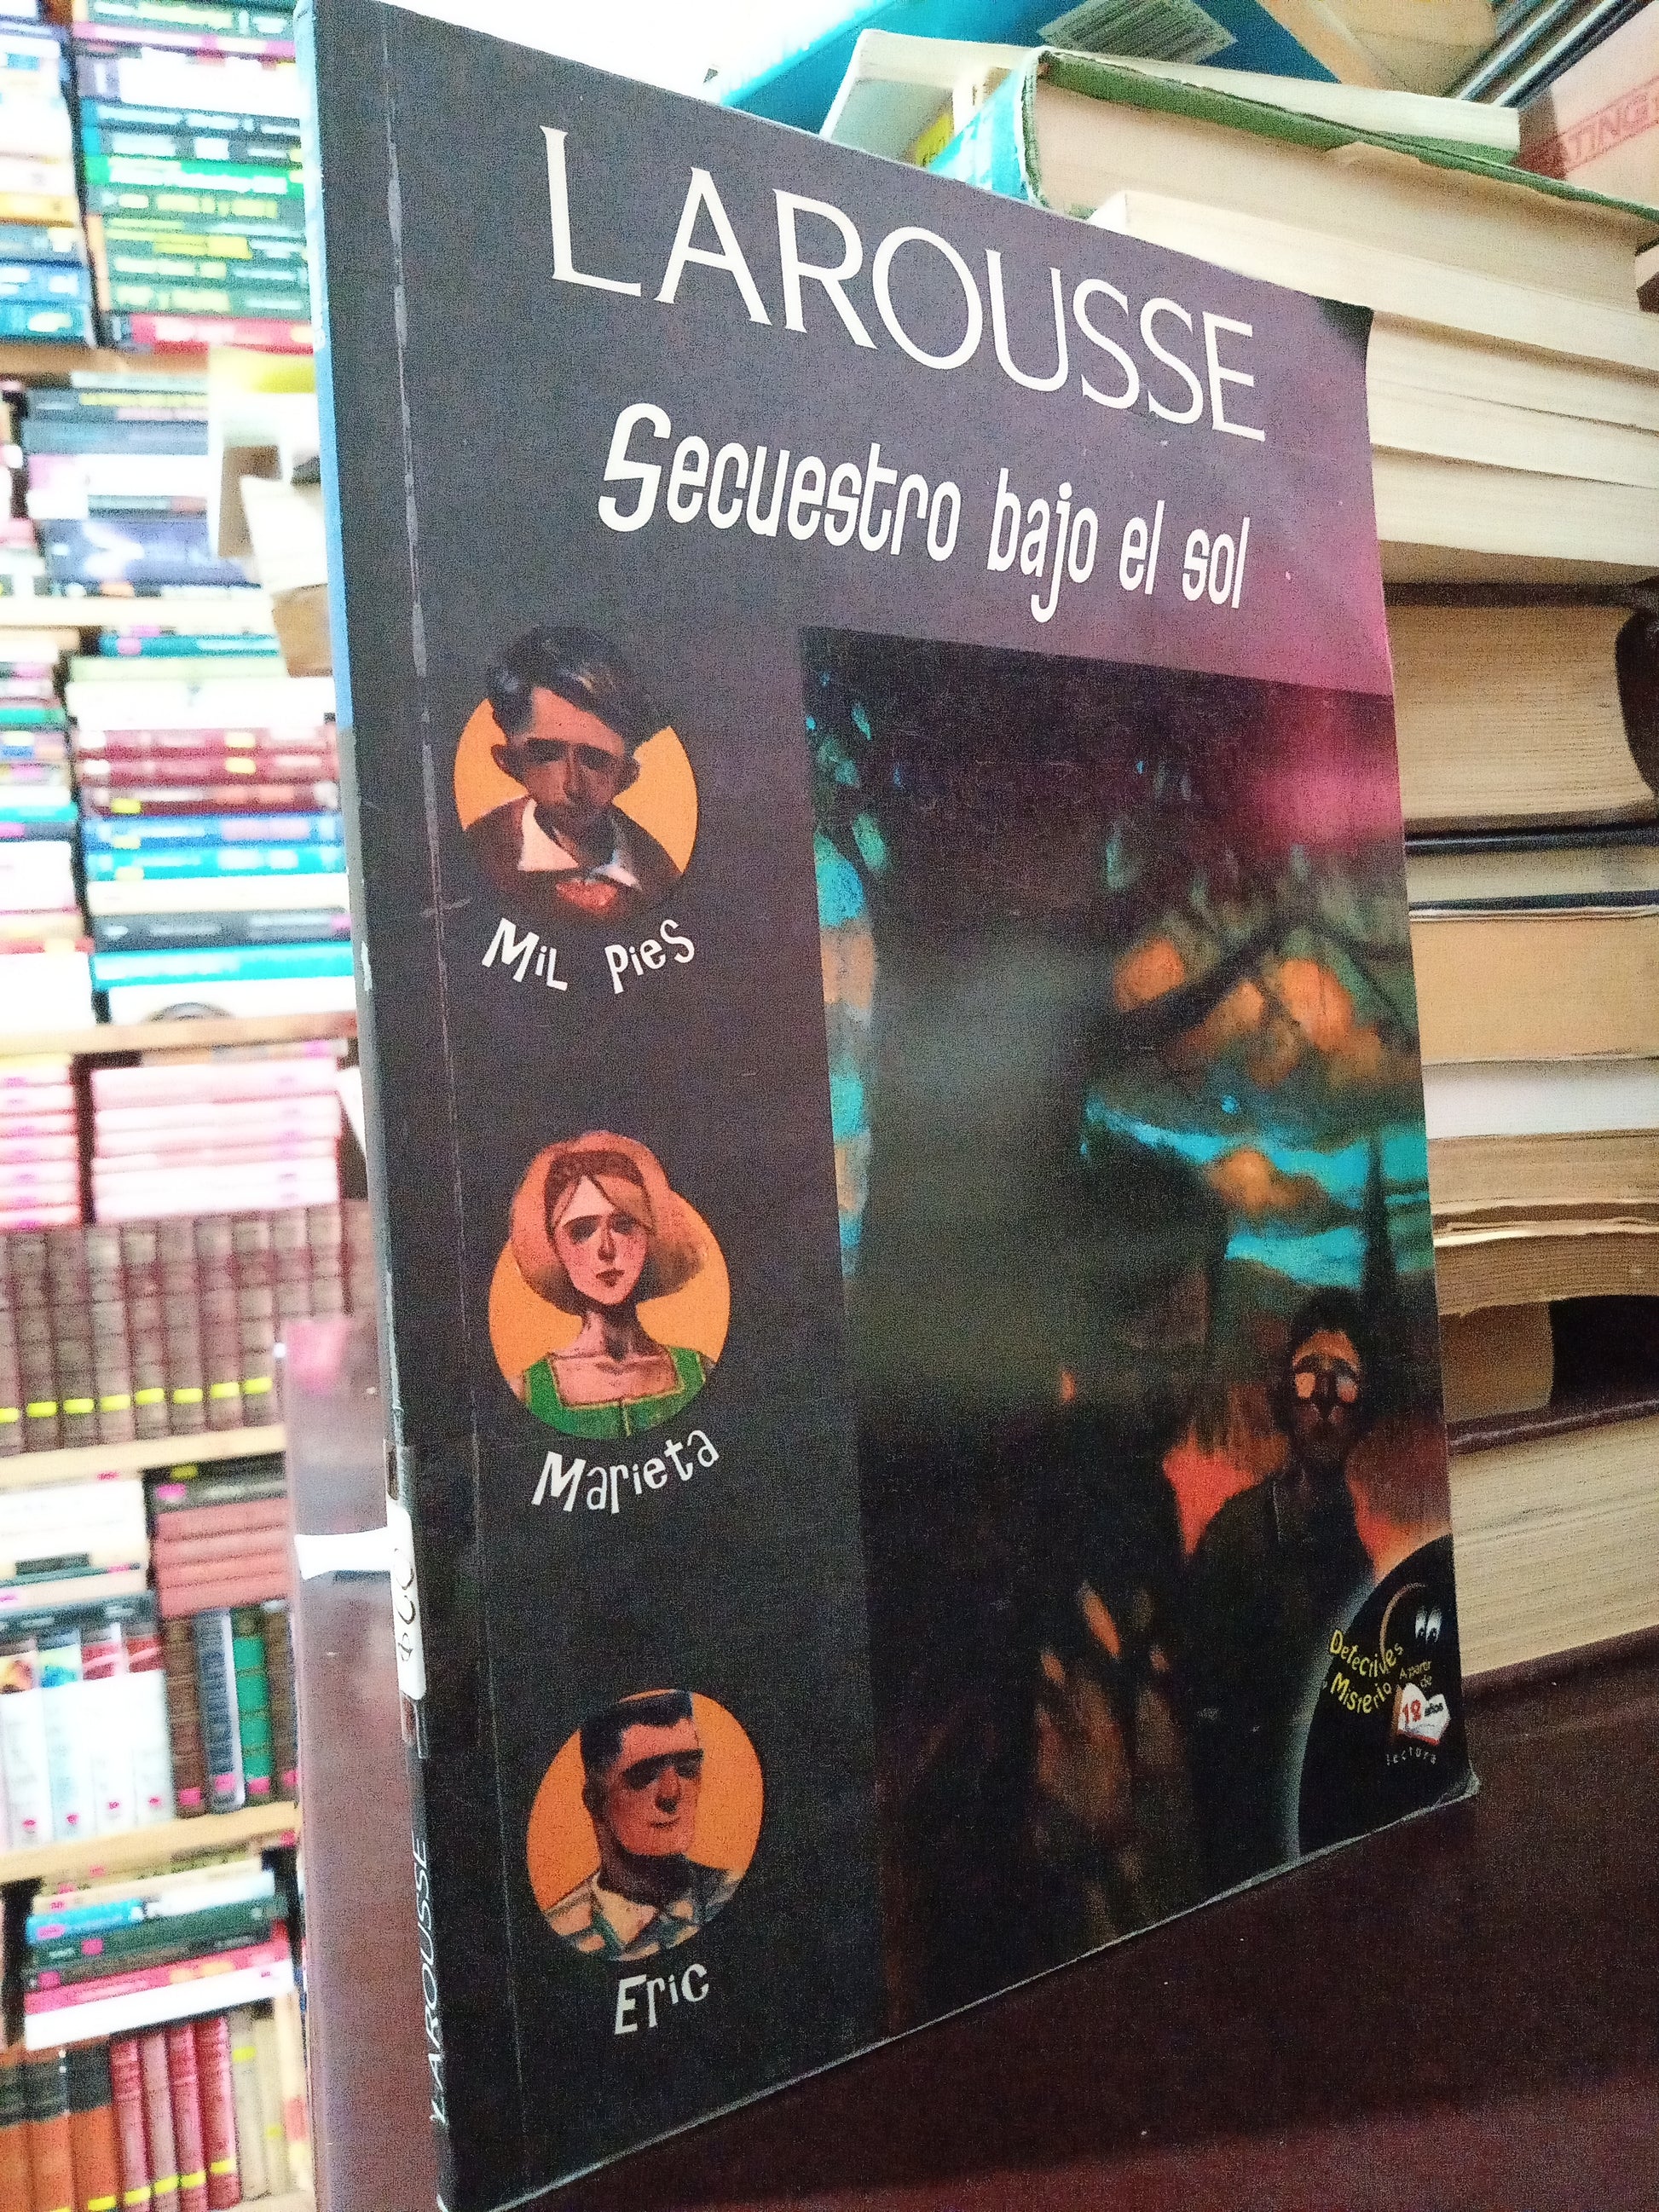 LAROUSSE
Secuestro bajo el sol
Mil Pies
Marieta
Eric
Detectives
y Misterio
A partir
de
12 años
lectura
LAROUSSE